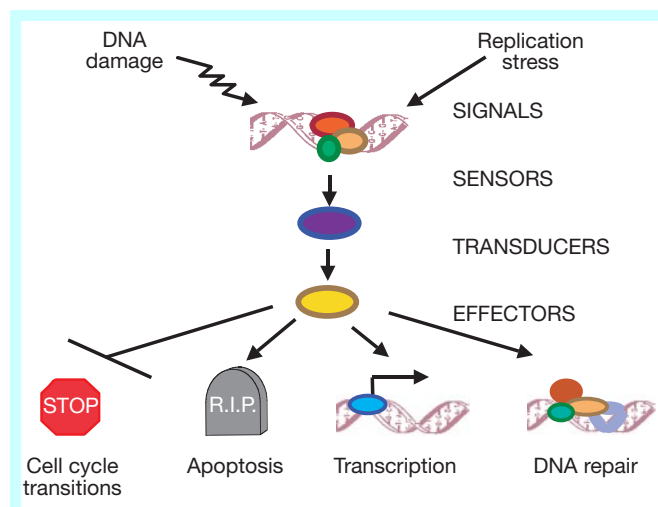 DNA
damage
Replication
stress
SIGNALS
SENSORS
TRANSDUCERS
EFFECTORS
STOP
R.I.P.
Cell cycle
transitions
Apoptosis
Transcription
DNA repair